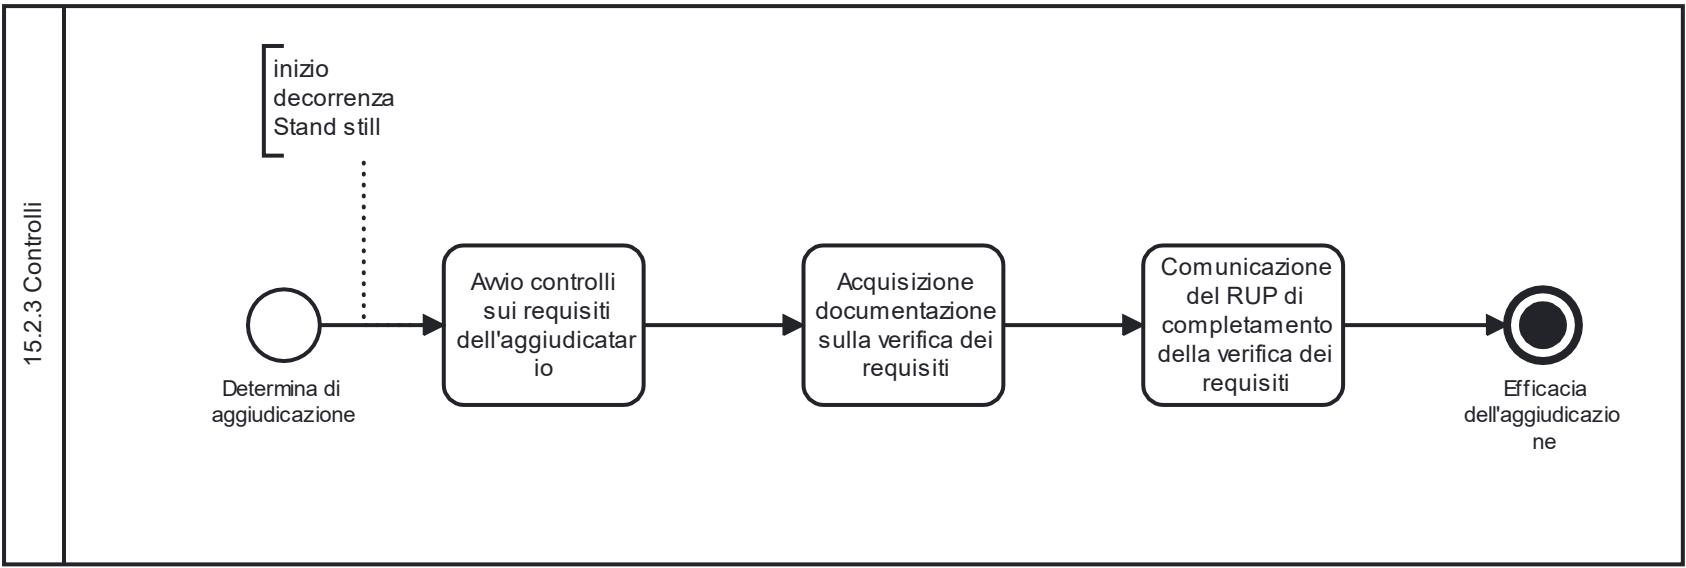 15.2.3 Controlli
inizio
decorrenza
Stand still
Determina di
aggiudicazione
Avvio controlli
sui requisiti
dell'aggiudicatar
io
Acquisizione
documentazione
sulla verifica dei
requisiti
Comunicazione
del RUP di
completamento
della verifica dei
requisiti
Efficacia
dell'aggiudicazio
ne